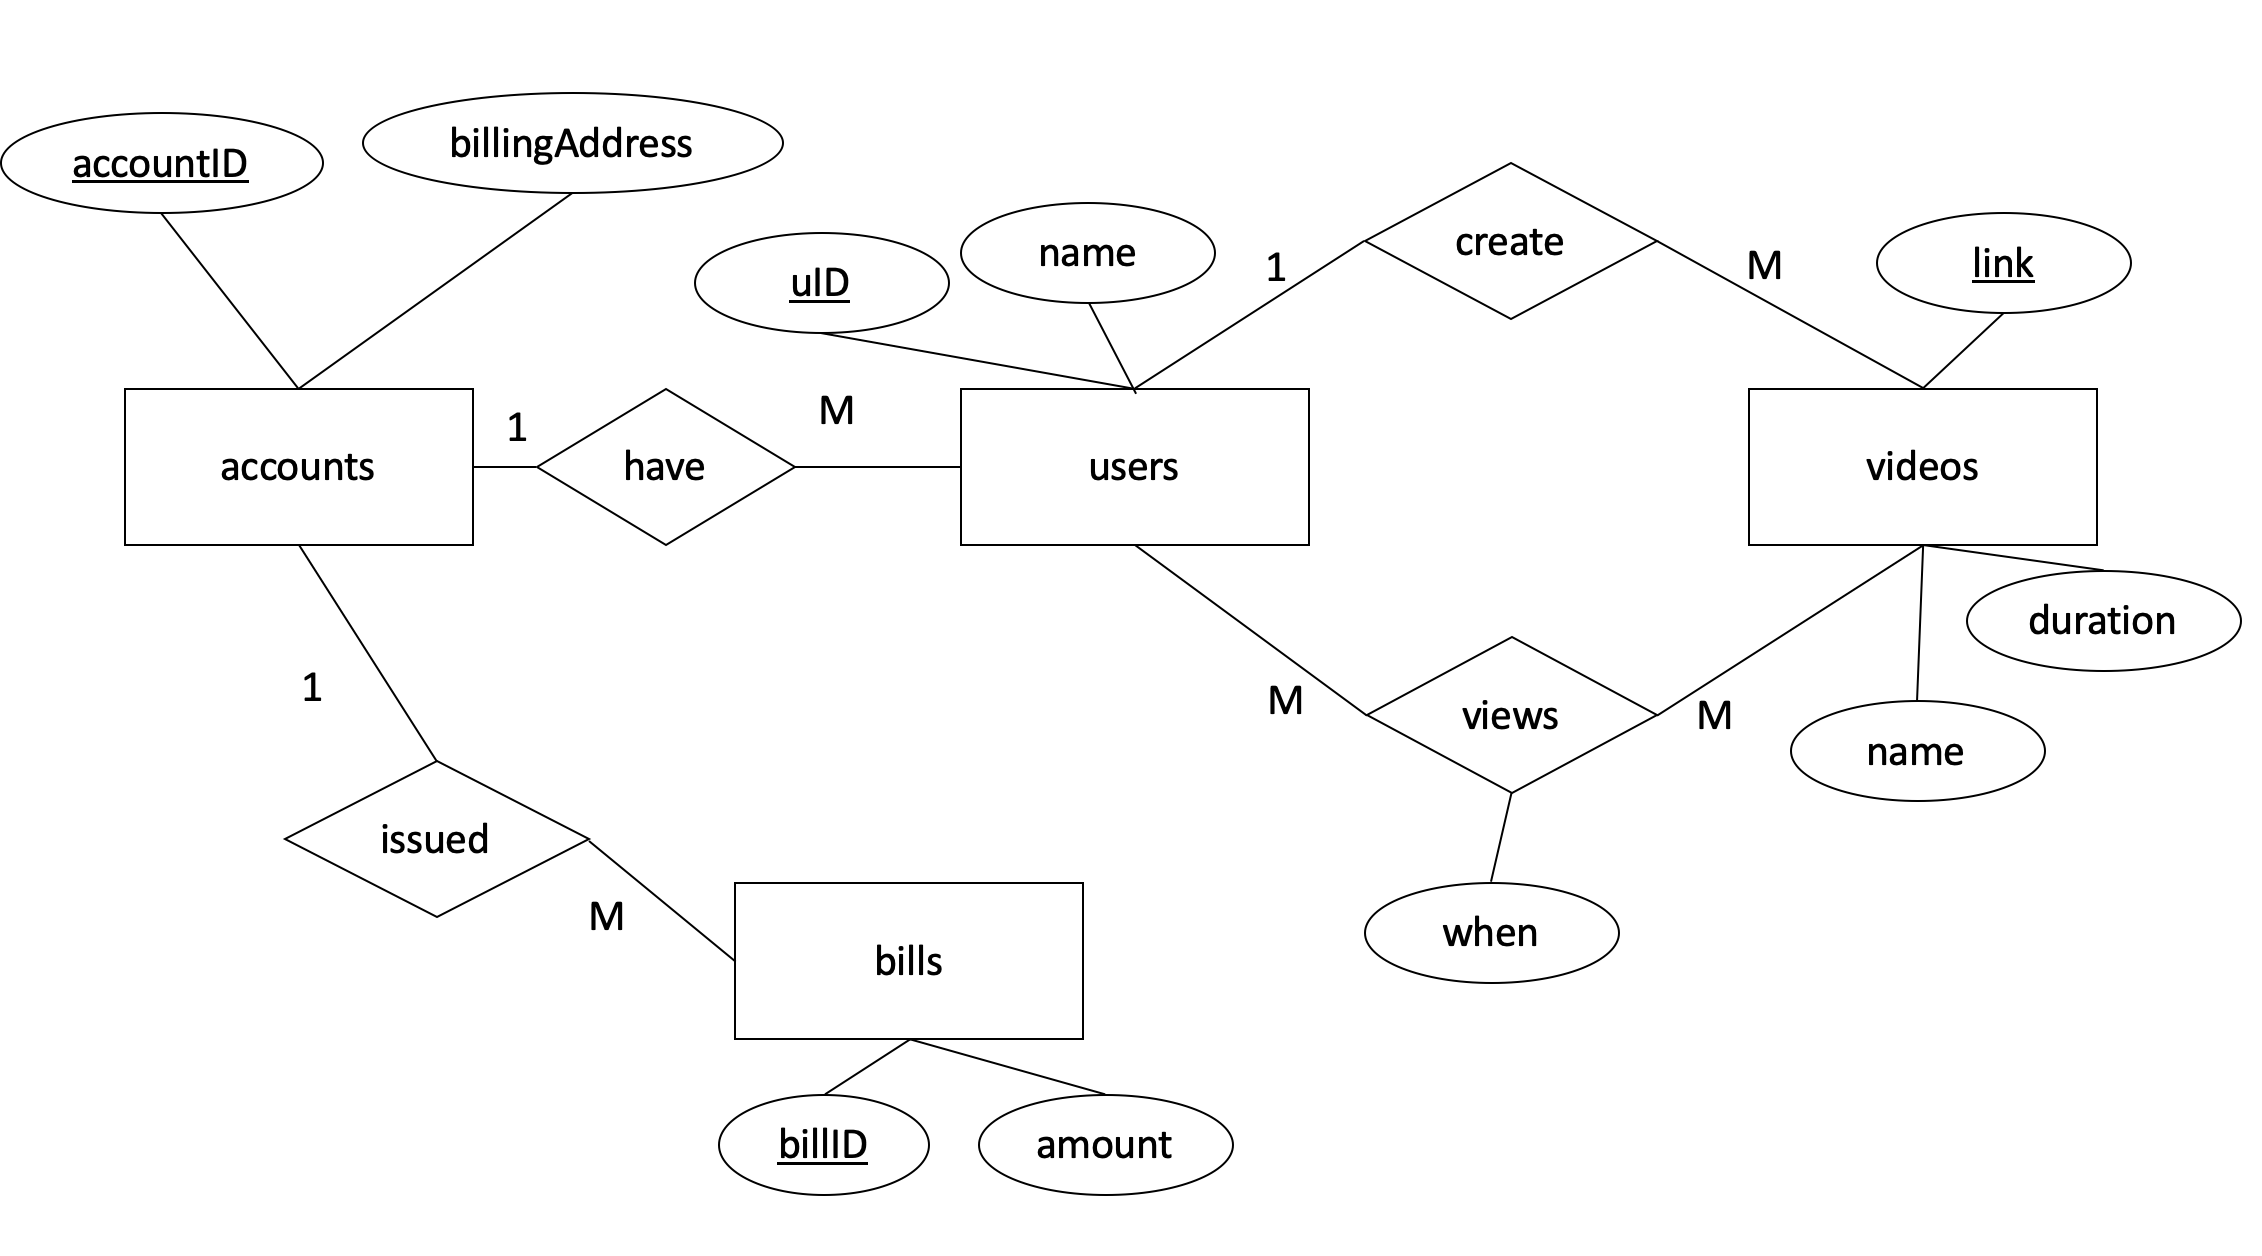 accountID
billingAddress
uID
name
create
link
1
M
accounts
1
have
M
users
videos
duration
1
M
views
M
name
issued
M
when
bills
billID
amount